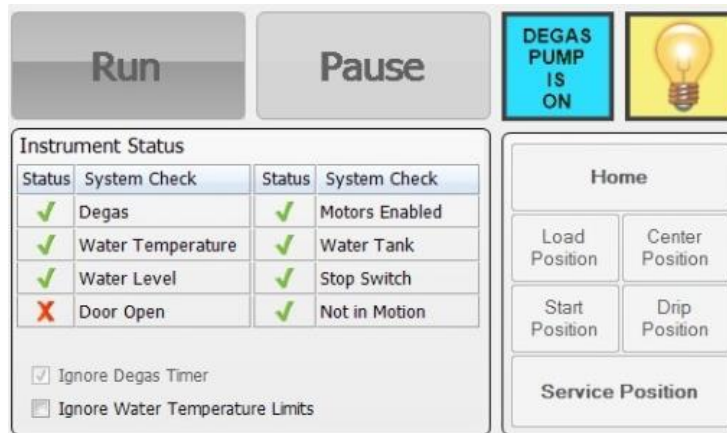 Run
Pause
DEGAS
PUMP
IS
ON
Instrument Status
Status System Check Status System Check
Degas Motors Enabled
Water Temperature Water Tank
Water Level Stop Switch
Door Open Not in Motion
Ignore Degas Timer
Ignore Water Temperature Limits
Home
Load
Position
Center
Position
Start
Position
Drip
Position
Service Position